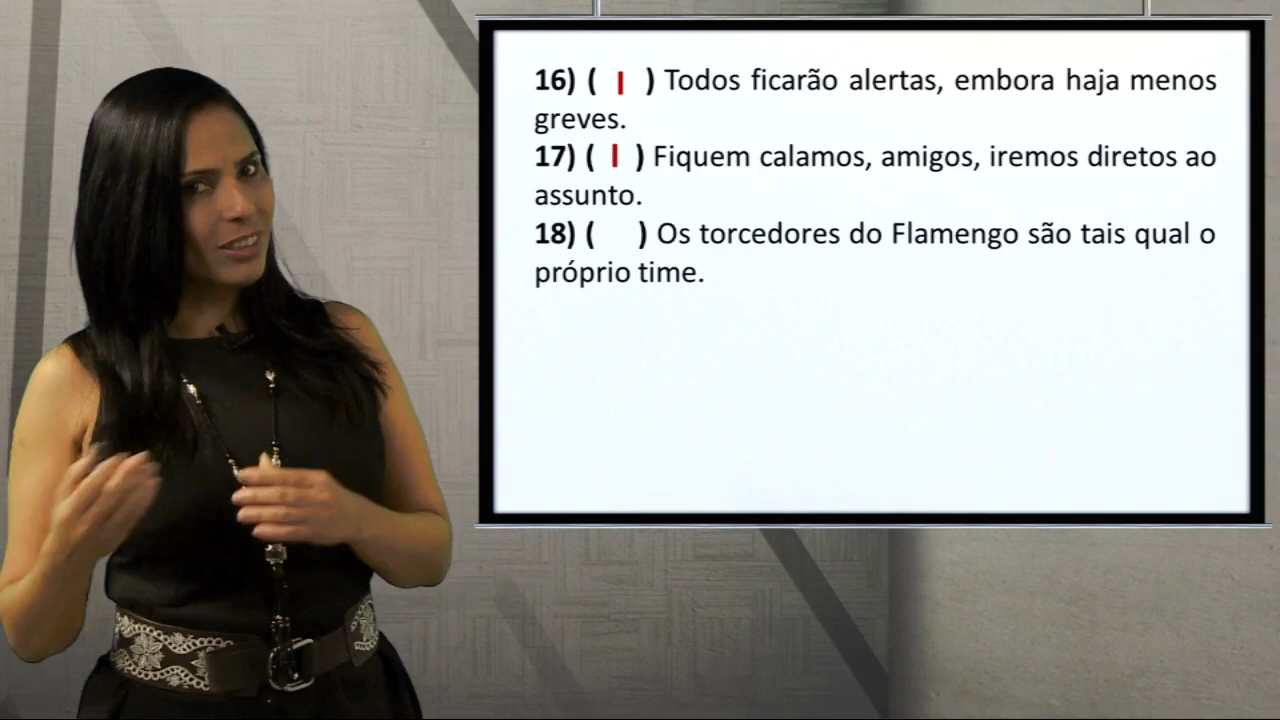 16) ( I ) Todos ficarão alertas, embora haja menos
greves.
17) ( I ) Fiquem calamos, amigos, iremos diretos ao
assunto.
18) ( ) Os torcedores do Flamengo são tais qual o
próprio time.